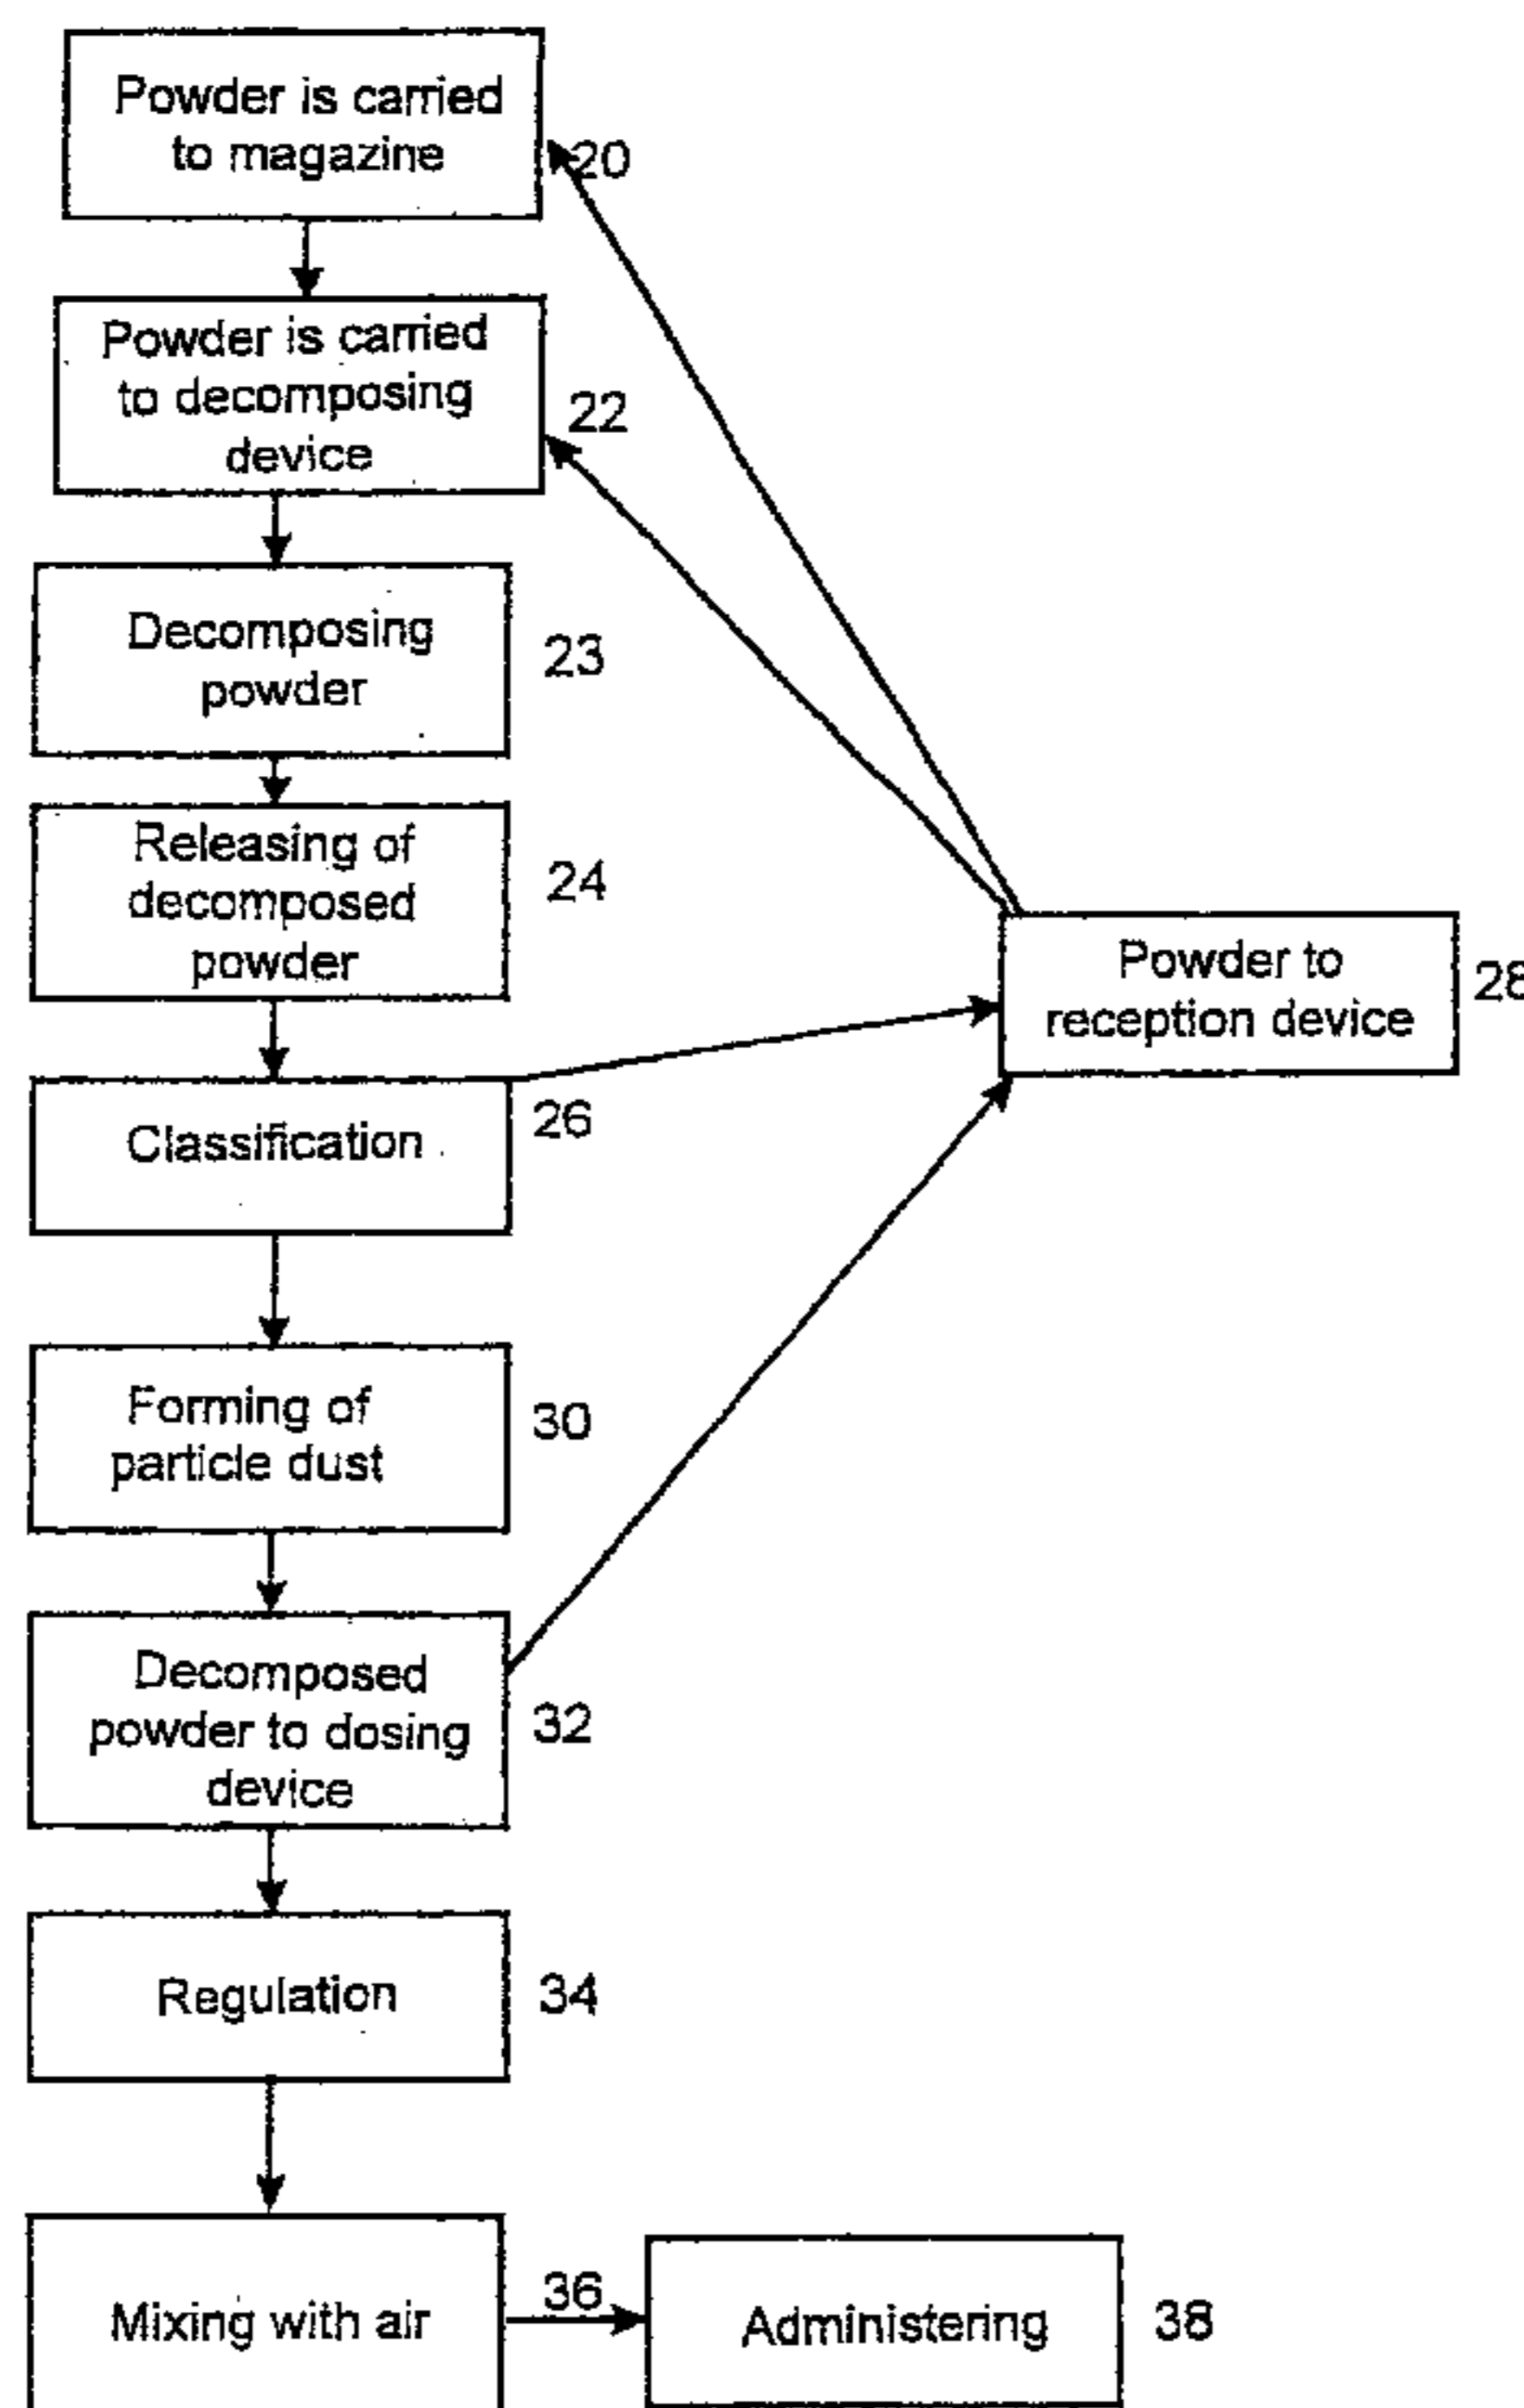 Powder is carried
to magazine
20
Powder is carried
to decomposing
device
22
Decomposing
powder
23
Releasing of
decomposed
powder
24
Powder to
reception device
28
Classification
26
Forming of
particle dust
30
Decomposed
powder to dosing
device
32
Regulation
34
Mixing with air
36
Administering
38